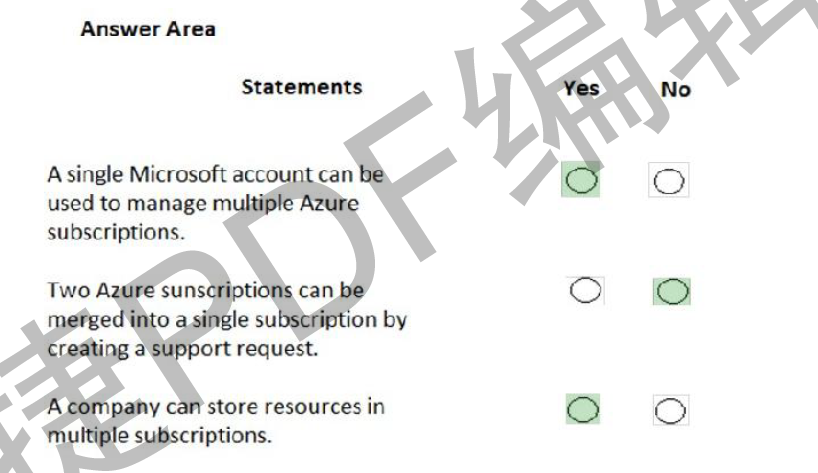 Answer Area
Statements Yes No
A single Microsoft account can be
used to manage multiple Azure
subscriptions.
Two Azure sunscriptions can be
merged into a single subscription by
creating a support request.
A company can store resources in
multiple subscriptions.
捷PDF编辑